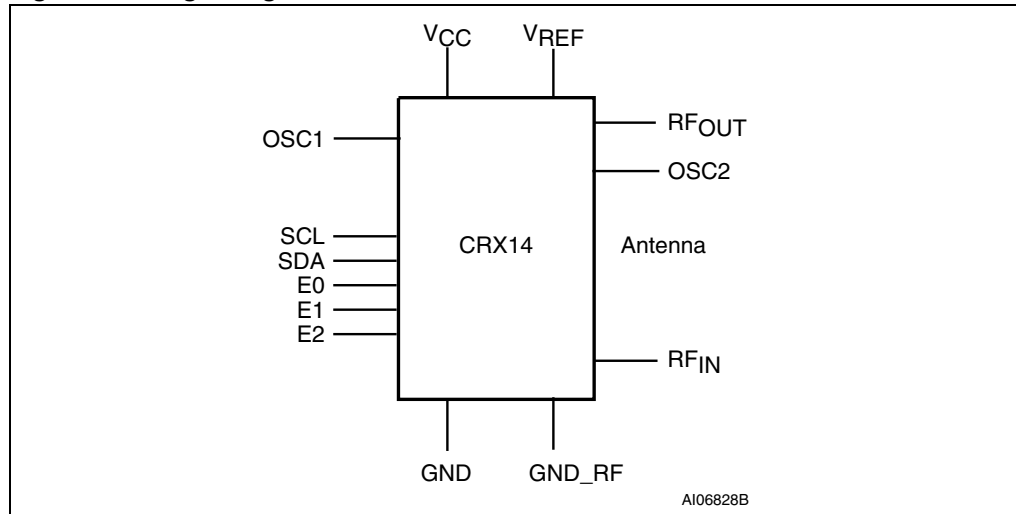 VCC VREF
RFOUT
OSC1
OSC2
SCL
CRX14
Antenna
SDA
E0
E1
E2
RFIN
GND GND_RF
AI06828B